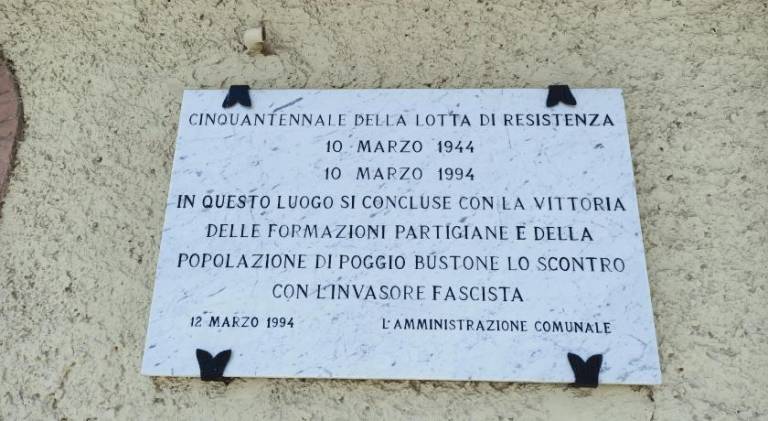 CINQUANTENNALE DELLA LOTTA DI RESISTENZA
10 MARZO 1944
10 MARZO 1994
IN QUESTO LUOGO SI CONCLUSE CON LA VITTORIA
DELLE FORMAZIONI PARTIGIANE E DELLA
POPOLAZIONE DI POGGIO BUSTONE LO SCONTRO
CON L'INVASORE FASCISTA
12 MARZO 1994 L'AMMINISTRAZIONE COMUNALE